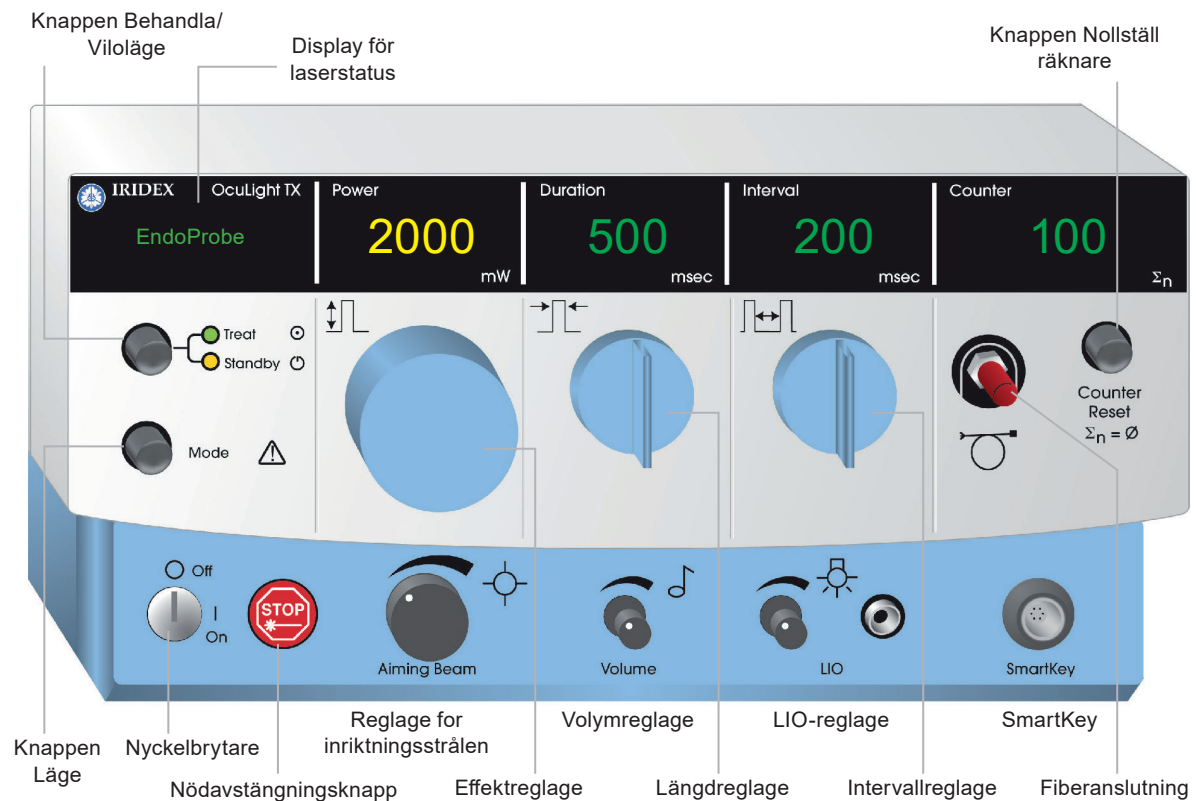 Knappen Behandla/
Viloläge
Display för
laserstatus
Knappen Nollställ
räknare
IRIDEX OcuLight TX
EndoProbe
Power
2000
mW
Duration
500
msec
Interval
200
msec
Counter
100
Σn
Treat
Standby
Mode
Counter
Reset
Σn = Ø
Off
On
STOP
Aiming Beam
Volume
LIO
SmartKey
Knappen
Läge
Nyckelbrytare
Nödavstängningsknapp
Reglage for
inriktningsstrålen
Effektreglage
Volymreglage
Längdreglage
LIO-reglage
Intervallreglage
SmartKey
Fiberanslutning